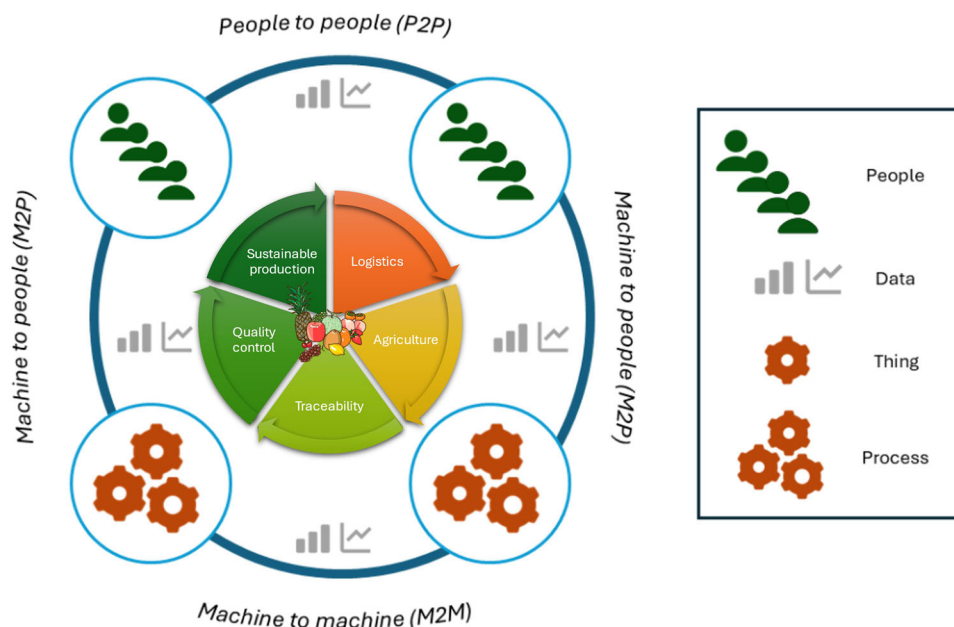 People to people (P2P)
Machine to people (M2P)
Machine to people (M2P)
Sustainable
production
Logistics
Quality
control
Agriculture
Traceability
Machine to machine (M2M)
People
Data
Thing
Process